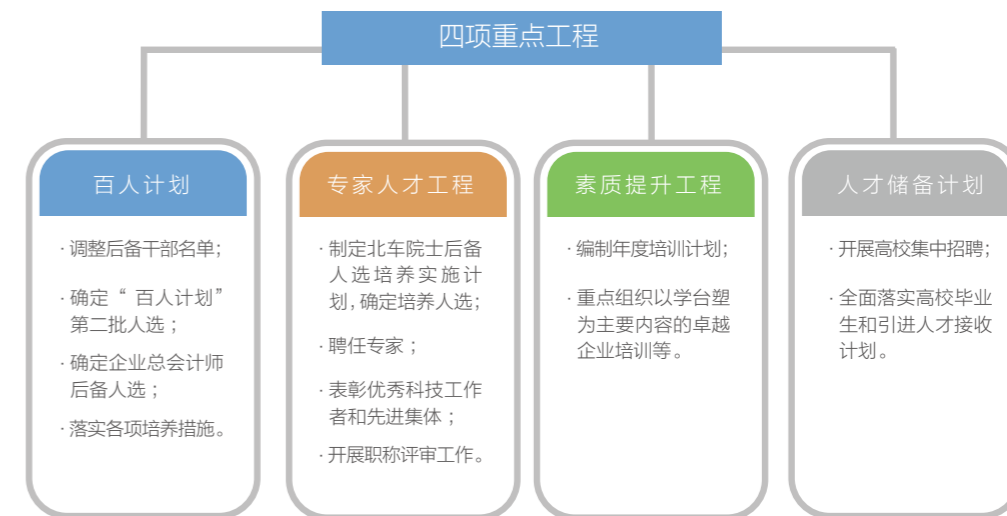 四项重点工程
百人计划
· 调整后备干部名单；
· 确定“ 百人计划”
第二批人选；
· 确定企业总会计师
后备人选；
· 落实各项培养措施。
专家人才工程
· 制定北车院士后备
人选培养实施计
划，确定培养人选；
· 聘任专家；
· 表彰优秀科技工作
者和先进集体；
· 开展职称评审工作。
素质提升工程
· 编制年度培训计划；
· 重点组织以学台塑
为主要内容的卓越
企业培训等。
人才储备计划
· 开展高校集中招聘；
· 全面落实高校毕业
生和引进人才接收
计划。